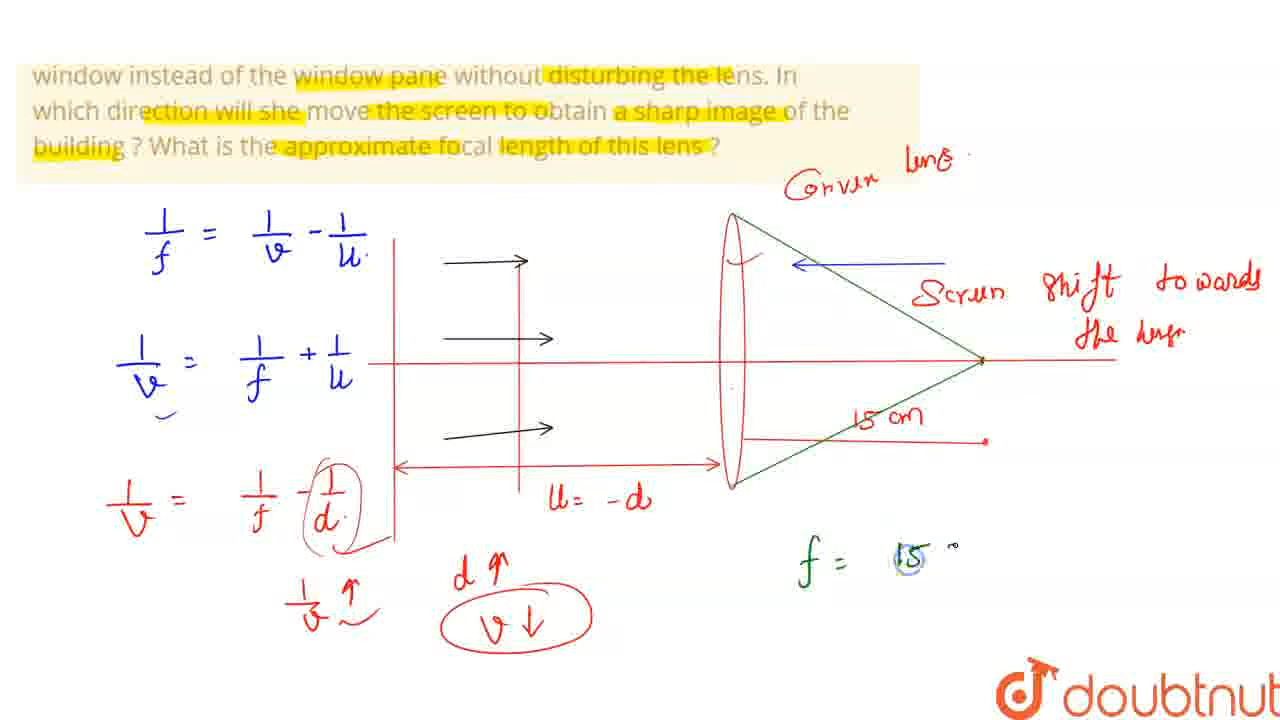 window instead of the window pane without disturbing the lens. In
which direction will she move the screen to obtain a sharp image of the
building ? What is the approximate focal length of this lens ?
Convex lens
1/f = 1/v - 1/u
Screen shift towards
the lens
1/v = 1/f + 1/u
15 cm
1/v = 1/f - 1/d
u = -d
f = 15
d ↑
1/v ↑
v ↓
doubtnut